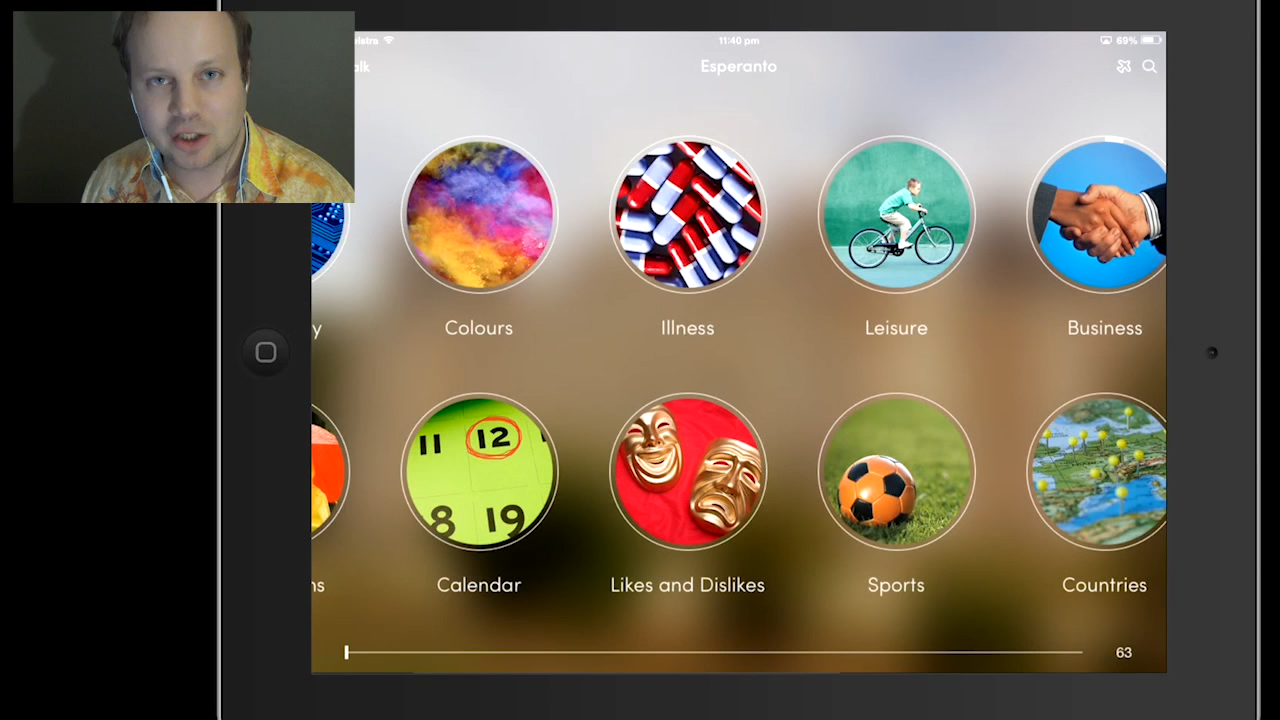 11:40 pm
69%
Esperanto
Colours
Illness
Leisure
Business
11
12
8
19
Calendar
Likes and Dislikes
Sports
Countries
63